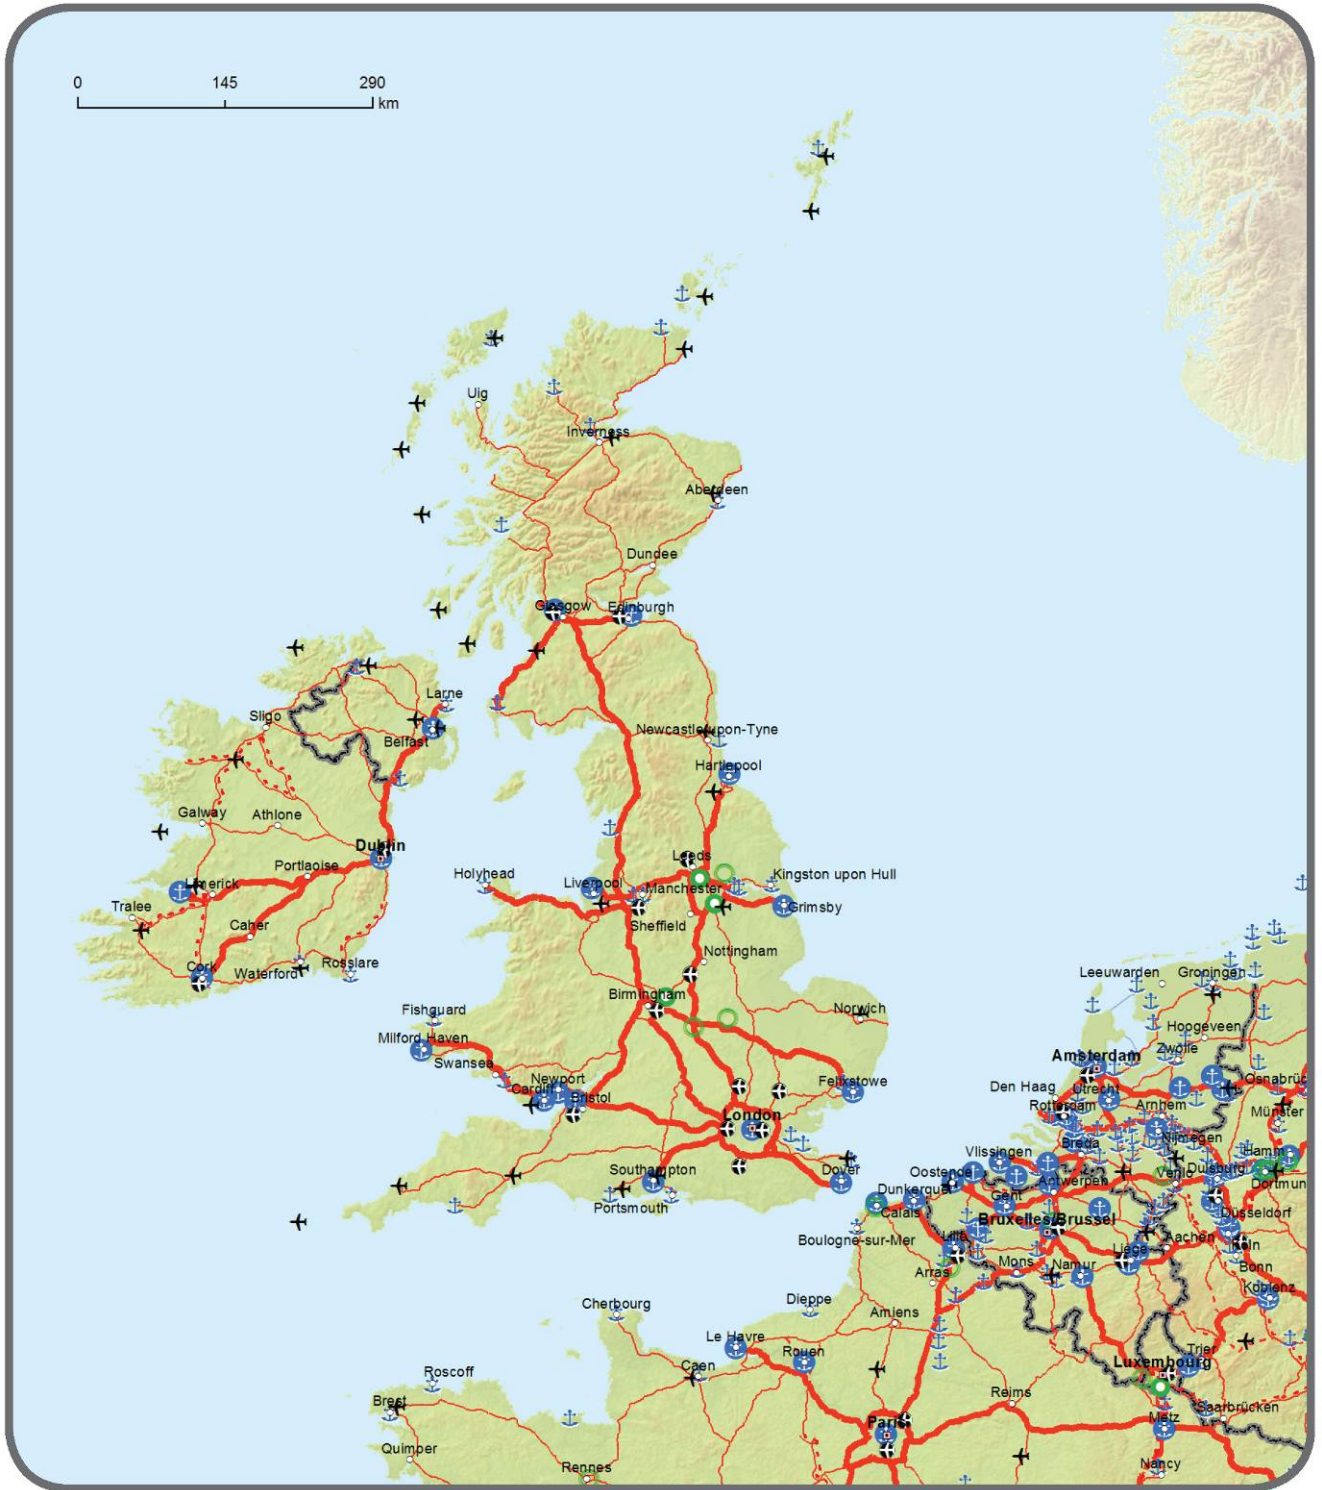 0 145 290
km
Uig
Inverness
Aberdeen
Dundee
Glasgow
Edinburgh
Larne
Sligo
Newcastle upon-Tyne
Belfast
Hartlepool
Galway
Athlone
Dublin
Portlaoise
Leeds
Holyhead
Liverpool
Manchester
Kingston upon Hull
Limerick
Grimsby
Tralee
Caher
Sheffield
Nottingham
Cork
Waterford
Rosslare
Leeuwarden
Groningen
Birmingham
Norwich
Fishguard
Hoogeveen
Milford Haven
Zwolle
Amsterdam
Swansea
Newport
Felixstowe
Den Haag
Utrecht
Osnabrüc
Cardiff
Bristol
Rotterdam
Arnhem
Münster
London
Nijmegen
Breda
Vlissingen
Hamm
Southampton
Dover
Oostende
Venlo
Duisburg
Dortmun
Portsmouth
Dunkerque
Gent
Antwerpen
Calais
Düsseldorf
Bruxelles/Brussel
Boulogne-sur-Mer
Lille
Liege
Aachen
Köln
Arras
Mons
Namur
Bonn
Koblenz
Cherbourg
Dieppe
Amiens
Le Havre
Rouen
Trier
Caen
Luxembourg
Roscoff
Reims
Brest
Saarbrücken
Paris
Metz
Quimper
Nancy
Rennes